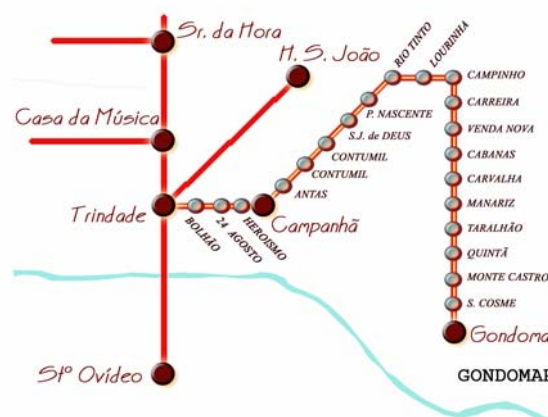 Sr. da Hora
H. S. João
Casa da Música
Trindade
Campanhã
Stº Ovídeo
BOLHÃO
24 AGOSTO
HEROISMO
ANTAS
CONTUMIL
CONTUMIL
S.J. de DEUS
P. NASCENTE
RIO TINTO
LOURINHA
CAMPINHO
CARREIRA
VENDA NOVA
CABANAS
CARVALHA
MANARIZ
TARALHÃO
QUINTÃ
MONTE CASTRO
S. COSME
Gondoma
GONDOMAR